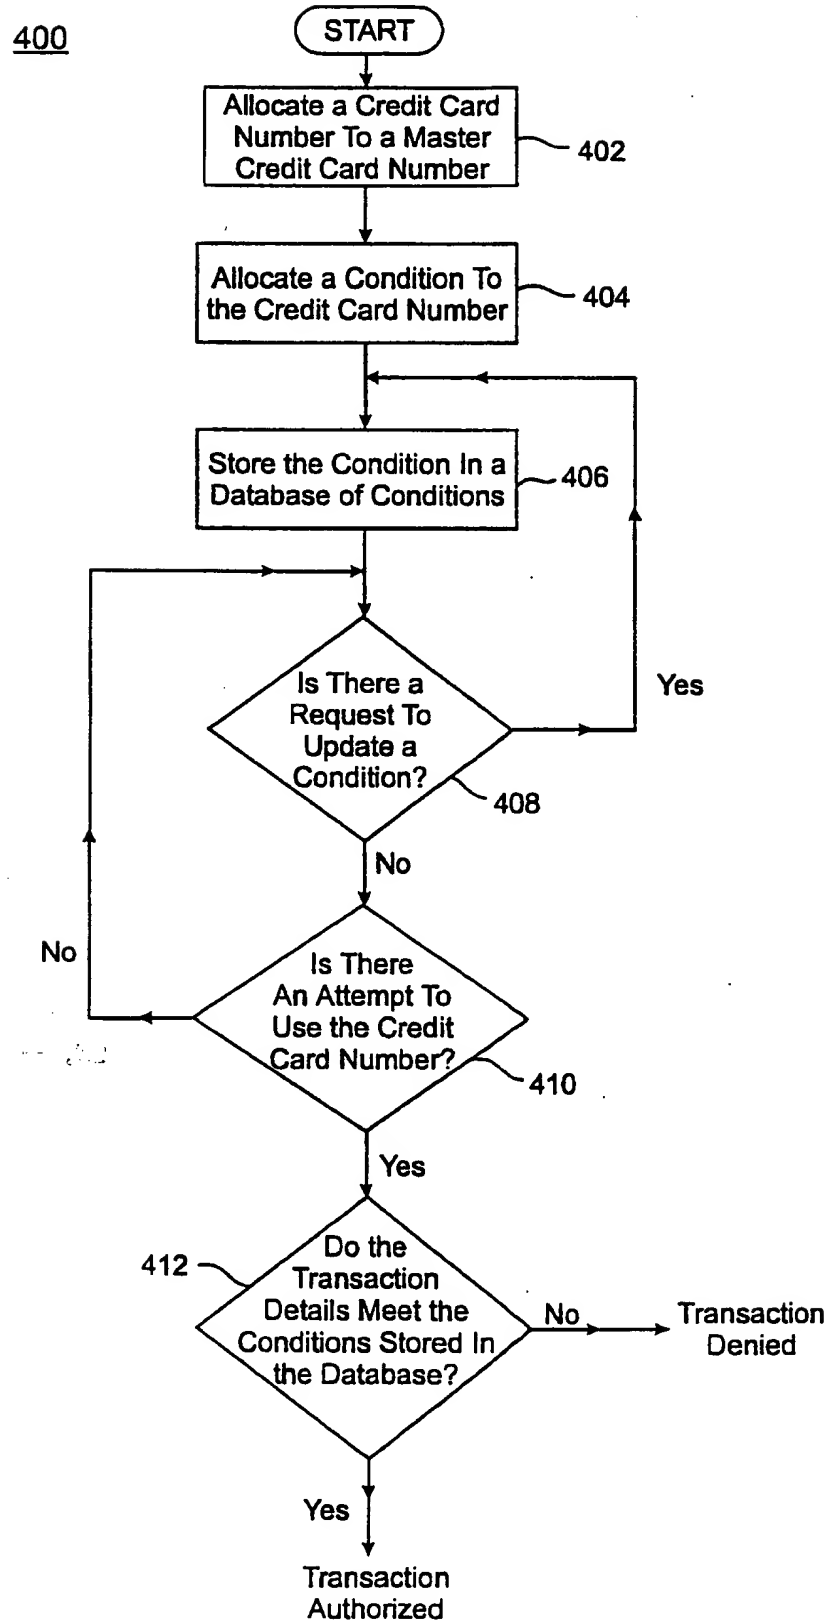 400
START
Allocate a Credit Card
Number To a Master
Credit Card Number
402
Allocate a Condition To
the Credit Card Number
404
Store the Condition In a
Database of Conditions
406
Is There a
Request To
Update a
Condition?
408
Yes
No
Is There
An Attempt To
Use the Credit
Card Number?
410
No
Yes
412
Do the
Transaction
Details Meet the
Conditions Stored In
the Database?
No
Transaction
Denied
Yes
Transaction
Authorized